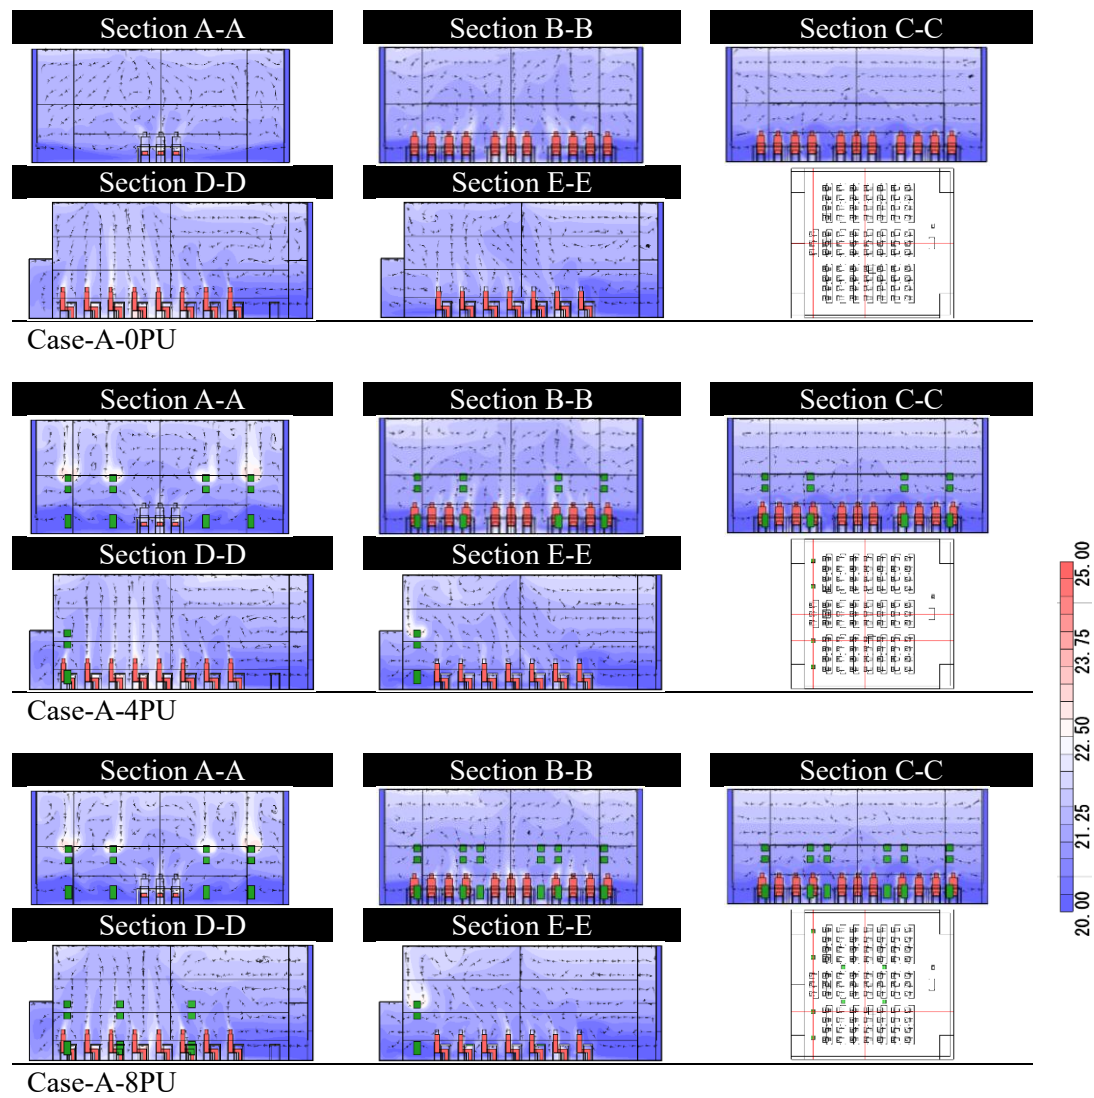 Section A-A
Section B-B
Section C-C
Section D-D
Section E-E
Case-A-0PU
Section A-A
Section B-B
Section C-C
Section D-D
Section E-E
Case-A-4PU
Section A-A
Section B-B
Section C-C
Section D-D
Section E-E
Case-A-8PU
25.00
23.75
22.50
21.25
20.00